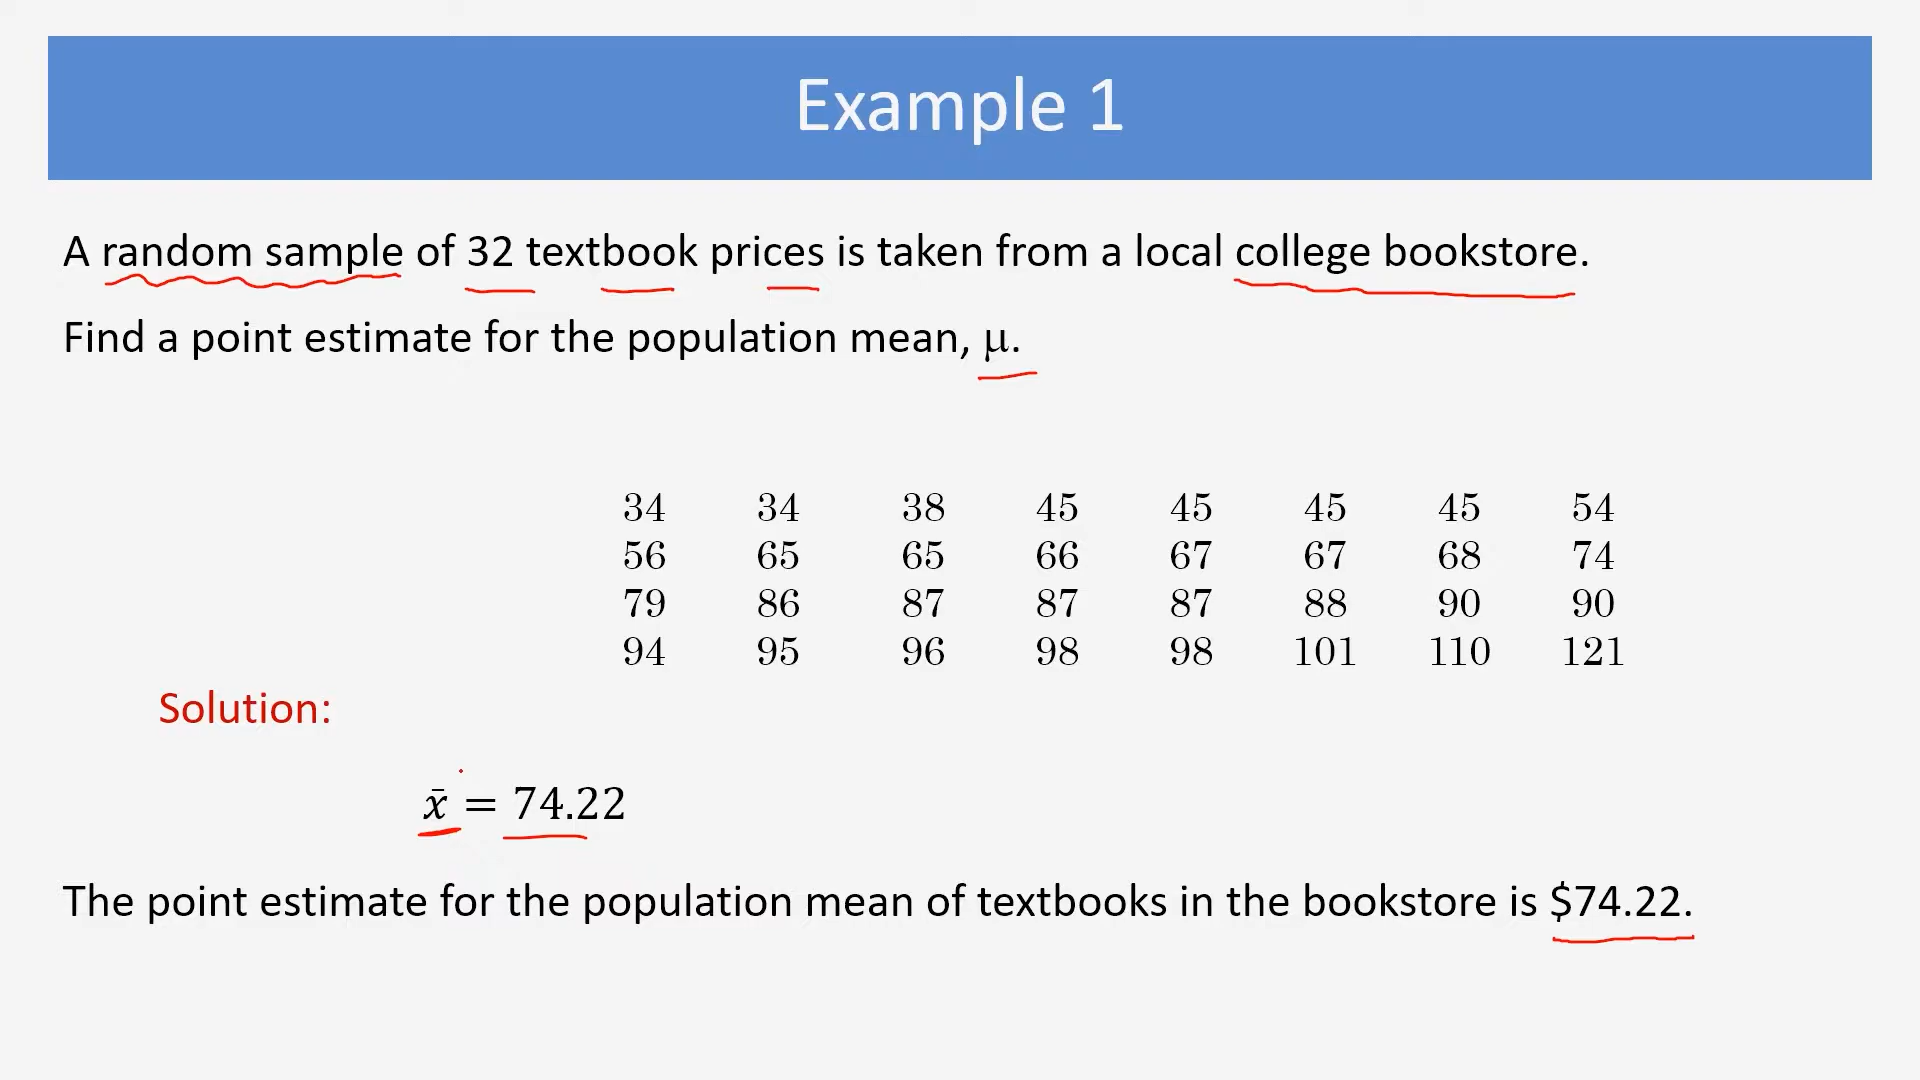 Example 1
A random sample of 32 textbook prices is taken from a local college bookstore.
Find a point estimate for the population mean, μ.
34 34 38 45 45 45 45 54
56 65 65 66 67 67 68 74
79 86 87 87 87 88 90 90
94 95 96 98 98 101 110 121
Solution:
x̄ = 74.22
The point estimate for the population mean of textbooks in the bookstore is $74.22.